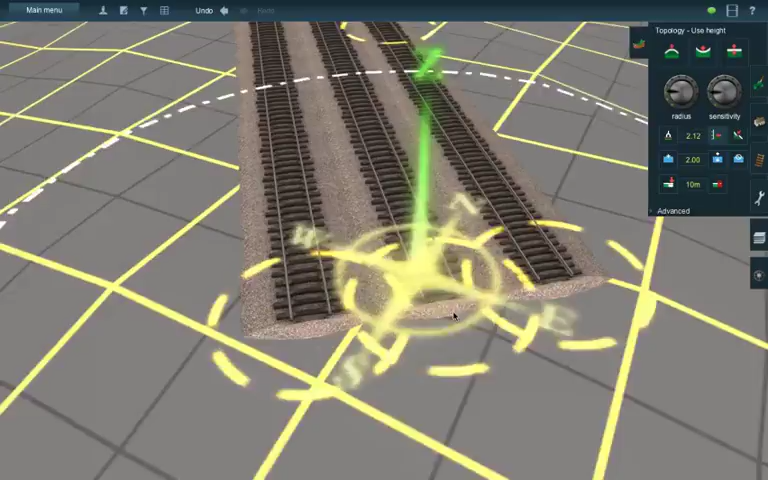 Main menu
Undo
Redo
?
Topology - Use height
radius
sensitivity
2.12
2.00
10m
Advanced
N
W
E
S
Z